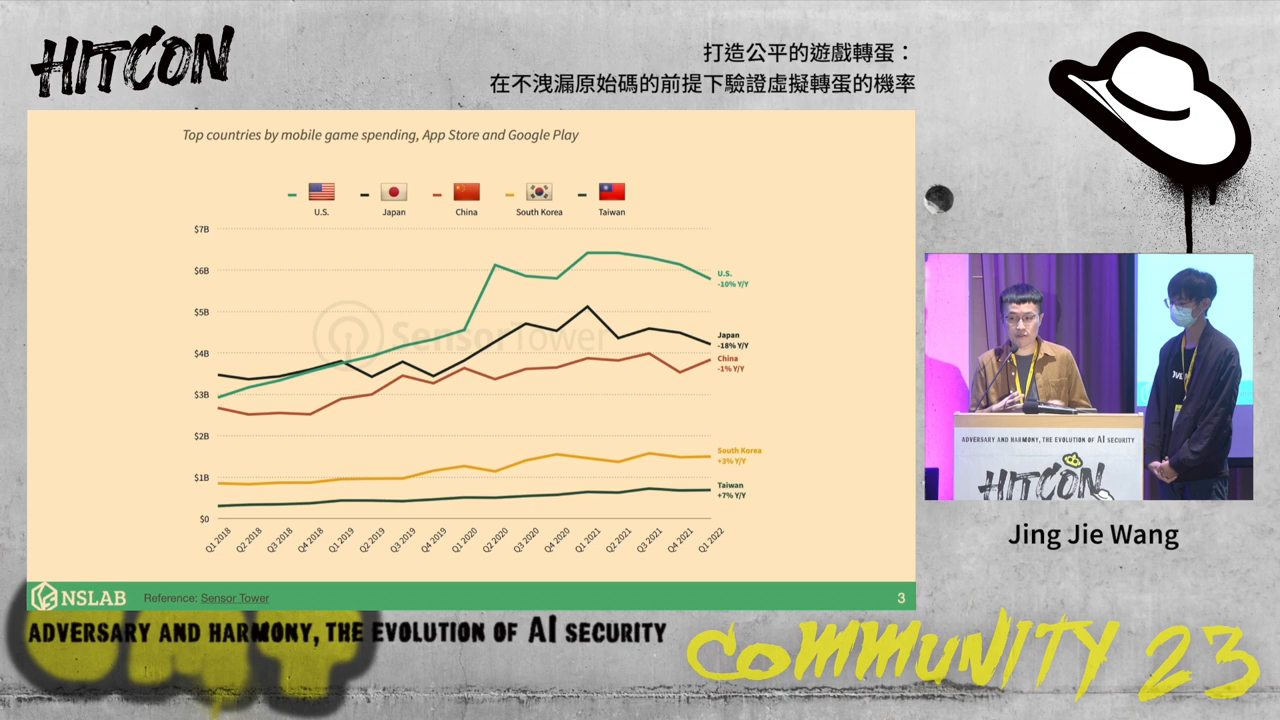 HITCON
打造公平的遊戲轉蛋：
在不洩漏原始碼的前提下驗證虛擬轉蛋的機率
Top countries by mobile game spending, App Store and Google Play
U.S.
Japan
China
South Korea
Taiwan
$7B
$6B
$5B
$4B
$3B
$2B
$1B
$0
SensorTower
U.S.
-10% Y/Y
Japan
-18% Y/Y
China
-1% Y/Y
South Korea
+3% Y/Y
Taiwan
+7% Y/Y
Q1 2018
Q2 2018
Q3 2018
Q4 2018
Q1 2019
Q2 2019
Q3 2019
Q4 2019
Q1 2020
Q2 2020
Q3 2020
Q4 2020
Q1 2021
Q2 2021
Q3 2021
Q4 2021
Q1 2022
NSLAB
Reference: Sensor Tower
3
ADVERSARY AND HARMONY, THE EVOLUTION OF AI SECURITY
HITCON
Jing Jie Wang
ADVERSARY AND HARMONY, THE EVOLUTION OF AI SECURITY
COMMUNITY 23